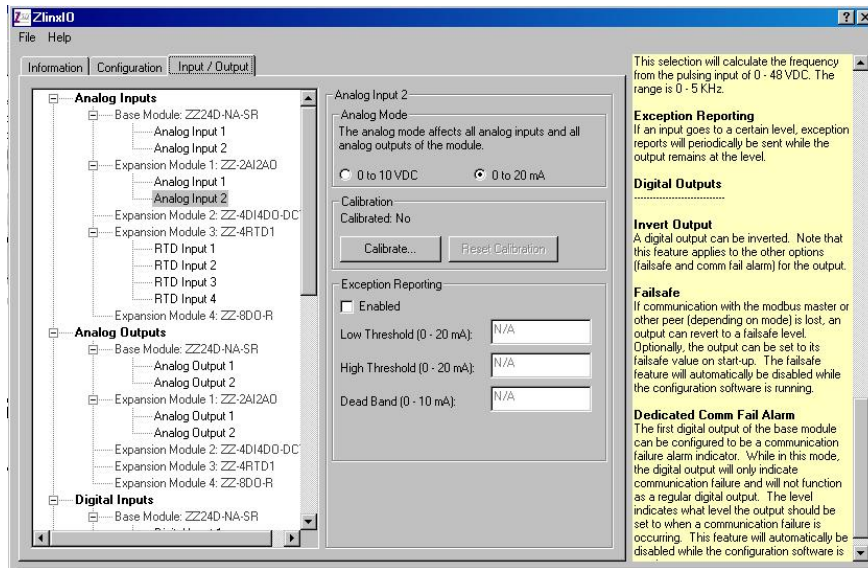 ZlinxIO
File Help
Information Configuration Input / Output
Analog Inputs
Base Module: ZZ24D-NA-SR
Analog Input 1
Analog Input 2
Expansion Module 1: ZZ-2AI2AO
Analog Input 1
Analog Input 2
Expansion Module 2: ZZ-4DI4DO-DCT
Expansion Module 3: ZZ-4RTD1
RTD Input 1
RTD Input 2
RTD Input 3
RTD Input 4
Expansion Module 4: ZZ-8DO-R
Analog Outputs
Base Module: ZZ24D-NA-SR
Analog Output 1
Analog Output 2
Expansion Module 1: ZZ-2AI2AO
Analog Output 1
Analog Output 2
Expansion Module 2: ZZ-4DI4DO-DCT
Expansion Module 3: ZZ-4RTD1
Expansion Module 4: ZZ-8DO-R
Digital Inputs
Base Module: ZZ24D-NA-SR
Analog Input 2
Analog Mode
The analog mode affects all analog inputs and all
analog outputs of the module.
0 to 10 VDC 0 to 20 mA
Calibration
Calibrated: No
Calibrate... Reset Calibration
Exception Reporting
Enabled
Low Threshold (0 - 20 mA): N/A
High Threshold (0 - 20 mA): N/A
Dead Band (0 - 10 mA): N/A
This selection will calculate the frequency
from the pulsing input of 0 - 48 VDC. The
range is 0 - 5 KHz.
Exception Reporting
If an input goes to a certain level, exception
reports will periodically be sent while the
output remains at the level.
Digital Outputs
----------------------------
Invert Output
A digital output can be inverted. Note that
this feature applies to the other options
(failsafe and comm fail alarm) for the output.
Failsafe
If communication with the modbus master or
other peer (depending on mode) is lost, an
output can revert to a failsafe level.
Optionally, the output can be set to its
failsafe value on start-up. The failsafe
feature will automatically be disabled while
the configuration software is running.
Dedicated Comm Fail Alarm
The first digital output of the base module
can be configured to be a communication
failure alarm indicator. While in this mode,
the digital output will only indicate
communication failure and will not function
as a regular digital output. The level
indicates what level the output should be
set to when a communication failure is
occurring. This feature will automatically be
disabled while the configuration software is